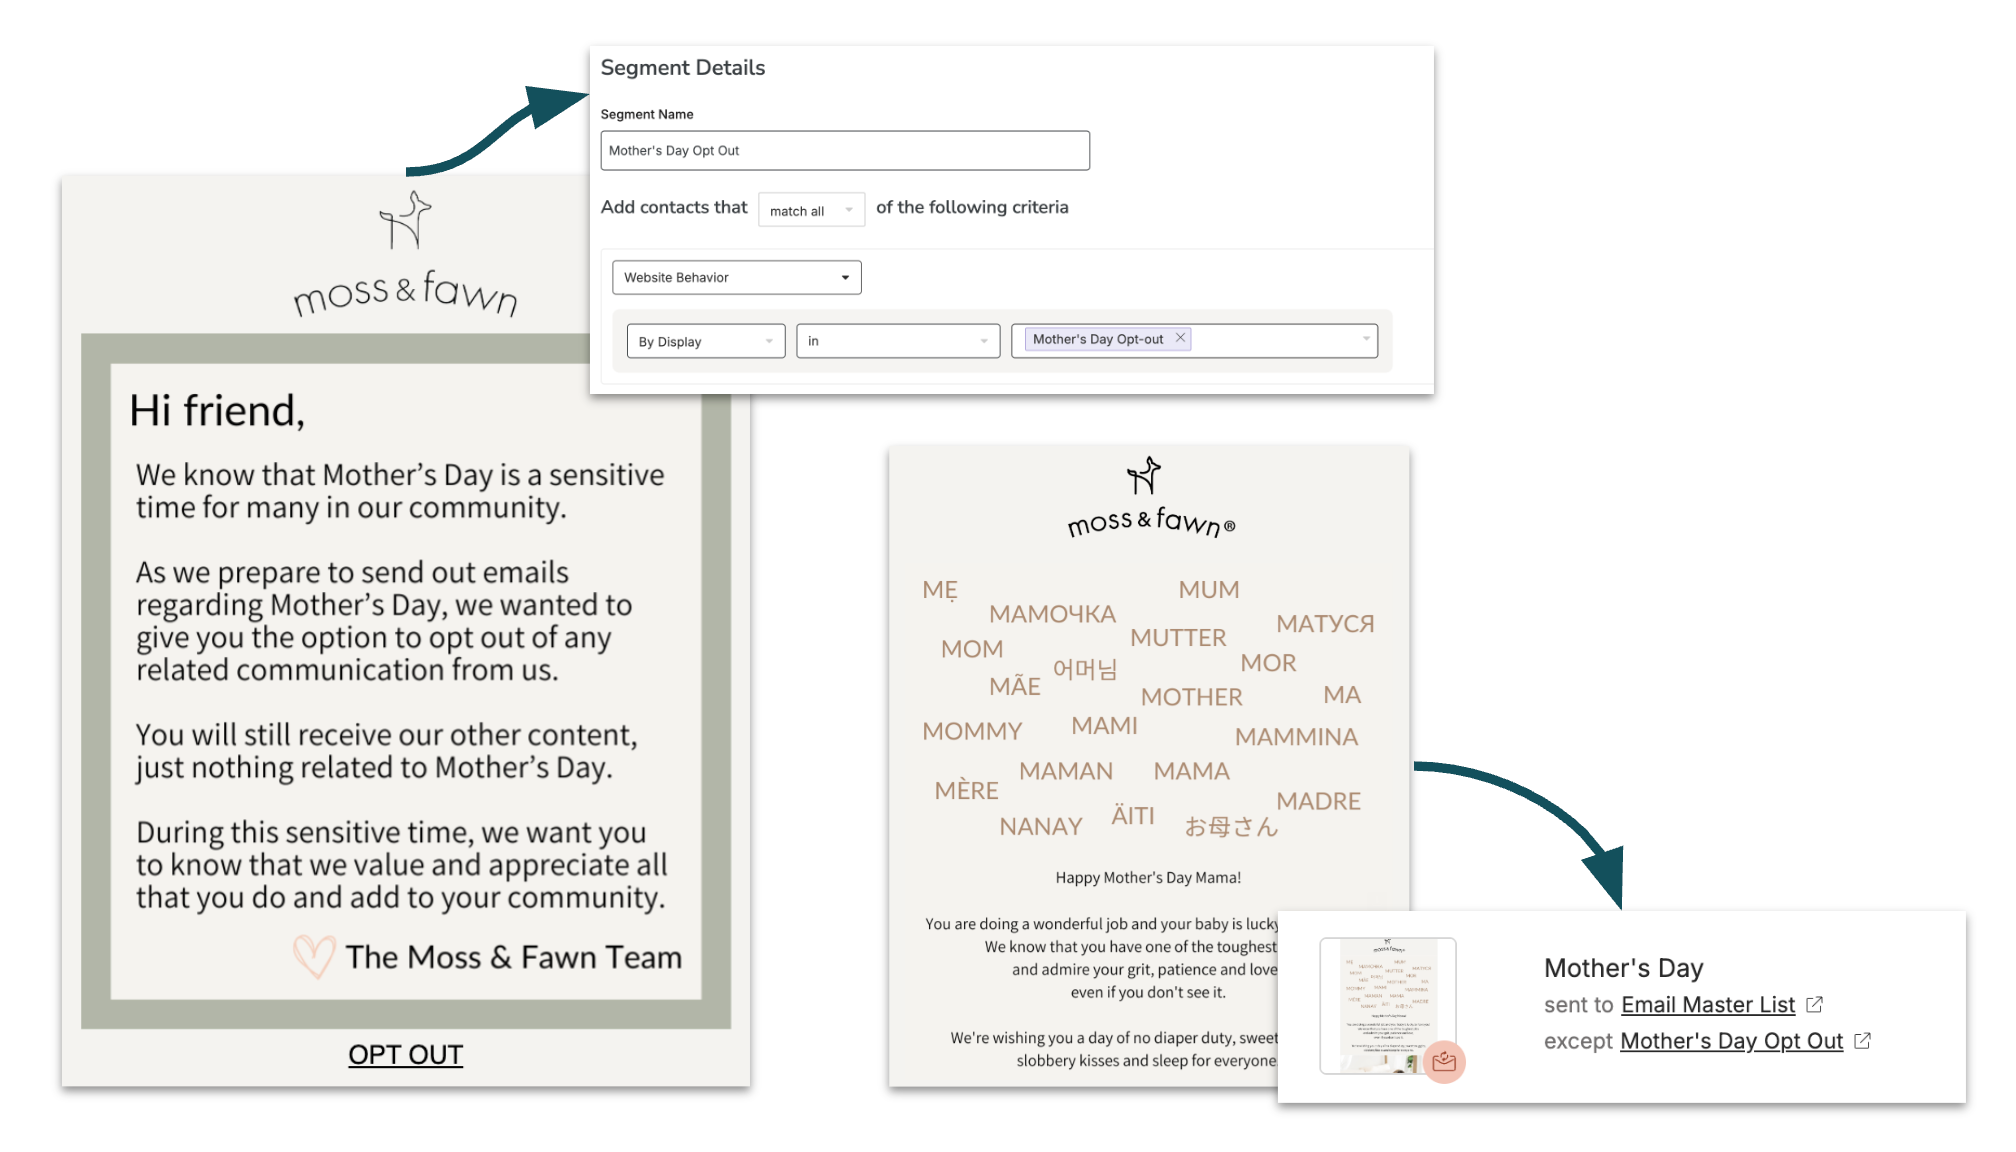 moss & fawn
Hi friend,
We know that Mother's Day is a sensitive
time for many in our community.
As we prepare to send out emails
regarding Mother's Day, we wanted to
give you the option to opt out of any
related communication from us.
You will still receive our other content,
just nothing related to Mother's Day.
During this sensitive time, we want you
to know that we value and appreciate all
that you do and add to your community.
The Moss & Fawn Team
OPT OUT
Segment Details
Segment Name
Mother's Day Opt Out
Add contacts that match all of the following criteria
Website Behavior
By Display in Mother's Day Opt-out
moss & fawn®
MẸ MUM
МАМОЧКА МАТУСЯ
MOM MUTTER
어머님 MOR
MÃE MOTHER MA
MOMMY MAMI MAMMINA
MAMAN MAMA
MÈRE MADRE
NANAY ÄITI お母さん
Happy Mother's Day Mama!
You are doing a wonderful job and your baby is lucky
We know that you have one of the toughest
and admire your grit, patience and love
even if you don't see it.
We're wishing you a day of no diaper duty, sweet
slobbery kisses and sleep for everyone
Mother's Day
sent to Email Master List
except Mother's Day Opt Out